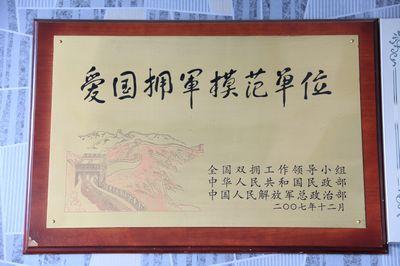 爱国拥軍模范单位
全国双拥工作领导小组
中华人民共和国民政部
中国人民解放军总政治部
二〇〇七年十二月